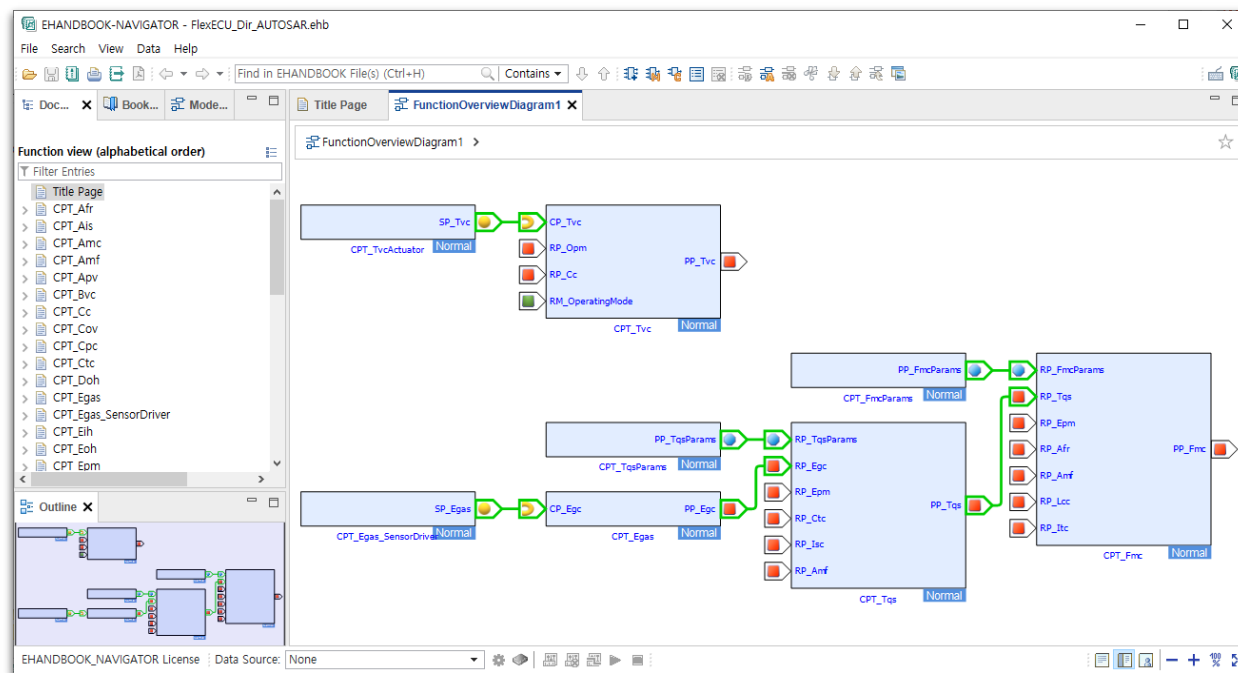 EHANDBOOK-NAVIGATOR - FlexECU_Dir_AUTOSAR.ehb
File Search View Data Help
Find in EHANDBOOK File(s) (Ctrl+H)
Contains
Doc...
Book...
Mode...
Title Page
FunctionOverviewDiagram1
FunctionOverviewDiagram1
Function view (alphabetical order)
Filter Entries
Title Page
CPT_Afr
CPT_Ais
CPT_Amc
CPT_Amf
CPT_Apv
CPT_Bvc
CPT_Cc
CPT_Cov
CPT_Cpc
CPT_Ctc
CPT_Doh
CPT_Egas
CPT_Egas_SensorDriver
CPT_Eih
CPT_Eoh
CPT_Epm
Outline
SP_Tvc
CPT_TvcActuator
Normal
CP_Tvc
RP_Opm
RP_Cc
RM_OperatingMode
PP_Tvc
CPT_Tvc
Normal
PP_FmcParams
CPT_FmcParams
Normal
RP_FmcParams
RP_Tqs
RP_Epm
RP_Afr
RP_Amf
RP_Lcc
RP_Itc
PP_Fmc
CPT_Fmc
Normal
PP_TqsParams
CPT_TqsParams
Normal
RP_TqsParams
RP_Egc
RP_Epm
RP_Ctc
RP_Isc
RP_Amf
PP_Tqs
CPT_Tqs
Normal
SP_Egas
CPT_Egas_SensorDriver
Normal
CP_Egc
PP_Egc
CPT_Egas
Normal
EHANDBOOK_NAVIGATOR License
Data Source:
None
100
%